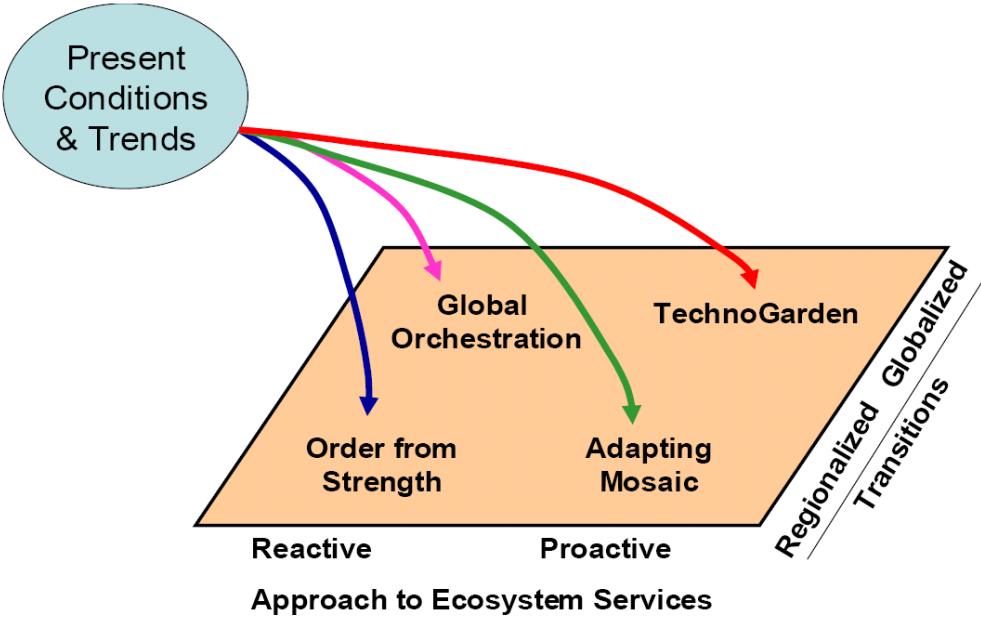 Present
Conditions
& Trends
Global
Orchestration
TechnoGarden
Order from
Strength
Adapting
Mosaic
Regionalized Globalized
Transitions
Reactive
Proactive
Approach to Ecosystem Services